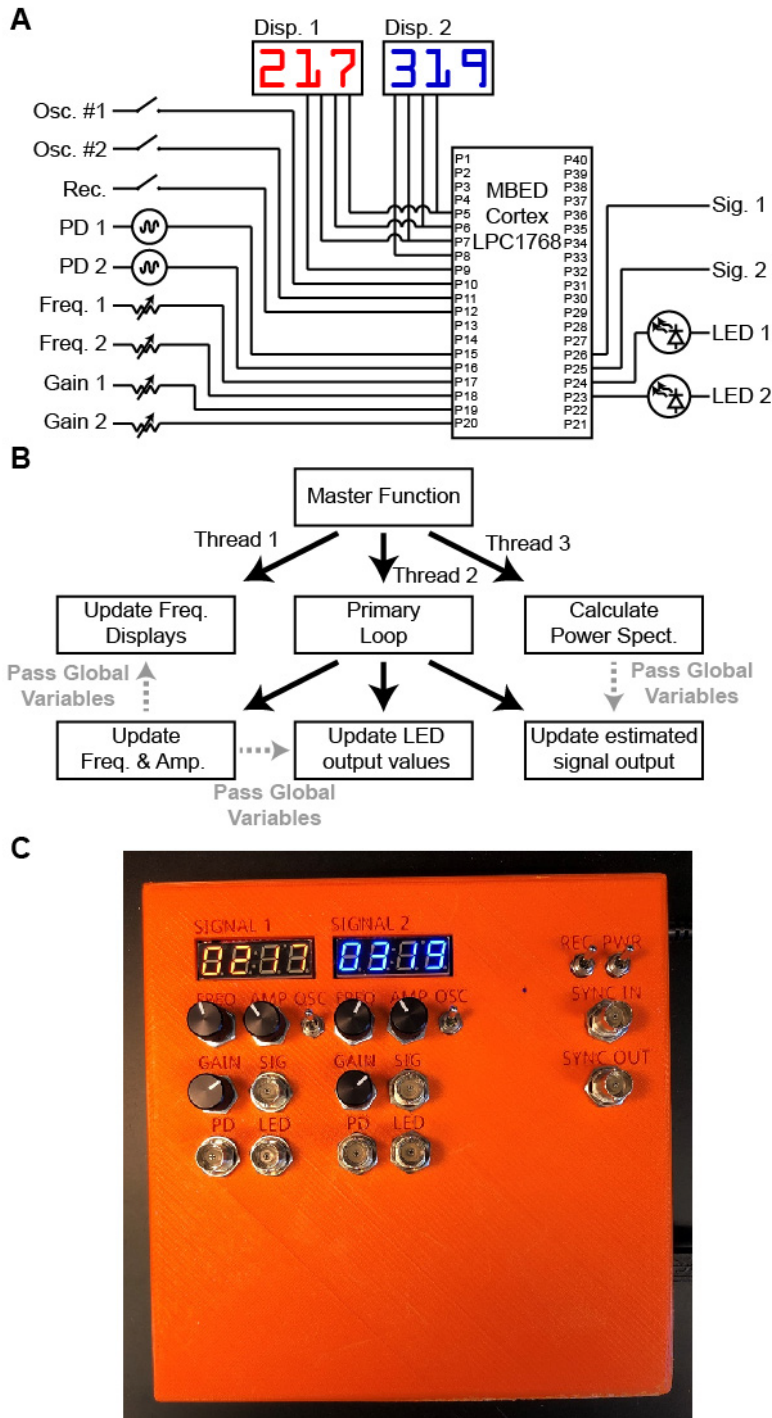 A
Disp. 1
Disp. 2
217
319
Osc. #1
Osc. #2
Rec.
PD 1
PD 2
Freq. 1
Freq. 2
Gain 1
Gain 2
MBED
Cortex
LPC1768
P1
P2
P3
P4
P5
P6
P7
P8
P9
P10
P11
P12
P13
P14
P15
P16
P17
P18
P19
P20
P40
P39
P38
P37
P36
P35
P34
P33
P32
P31
P30
P29
P28
P27
P26
P25
P24
P23
P22
P21
Sig. 1
Sig. 2
LED 1
LED 2
B
Master Function
Thread 1
Thread 2
Thread 3
Update Freq.
Displays
Primary
Loop
Calculate
Power Spect.
Pass Global
Variables
Pass Global
Variables
Update
Freq. & Amp.
Update LED
output values
Update estimated
signal output
Pass Global
Variables
C
SIGNAL 1
SIGNAL 2
0217
0319
REC PWR
FREQ AMP OSC
FREQ AMP OSC
SYNC IN
GAIN SIG
GAIN SIG
SYNC OUT
PD LED
PD LED